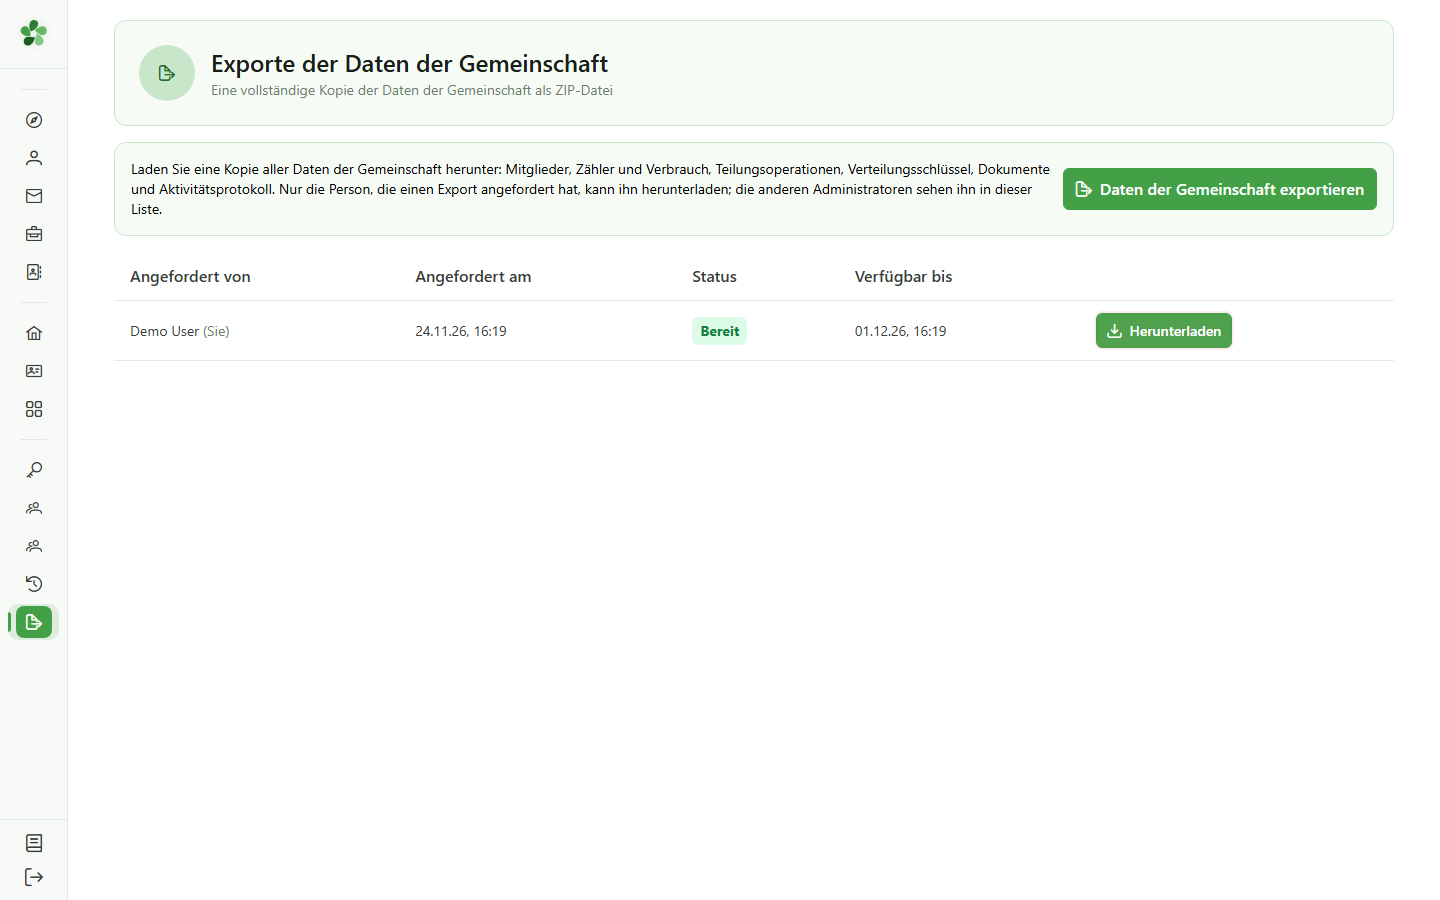 Exporte der Daten der Gemeinschaft
Eine vollständige Kopie der Daten der Gemeinschaft als ZIP-Datei
Laden Sie eine Kopie aller Daten der Gemeinschaft herunter: Mitglieder, Zähler und Verbrauch, Teilungsoperationen, Verteilungsschlüssel, Dokumente
und Aktivitätsprotokoll. Nur die Person, die einen Export angefordert hat, kann ihn herunterladen; die anderen Administratoren sehen ihn in dieser
Liste.
Daten der Gemeinschaft exportieren
Angefordert von Angefordert am Status Verfügbar bis
Demo User (Sie) 24.11.26, 16:19 Bereit 01.12.26, 16:19 Herunterladen